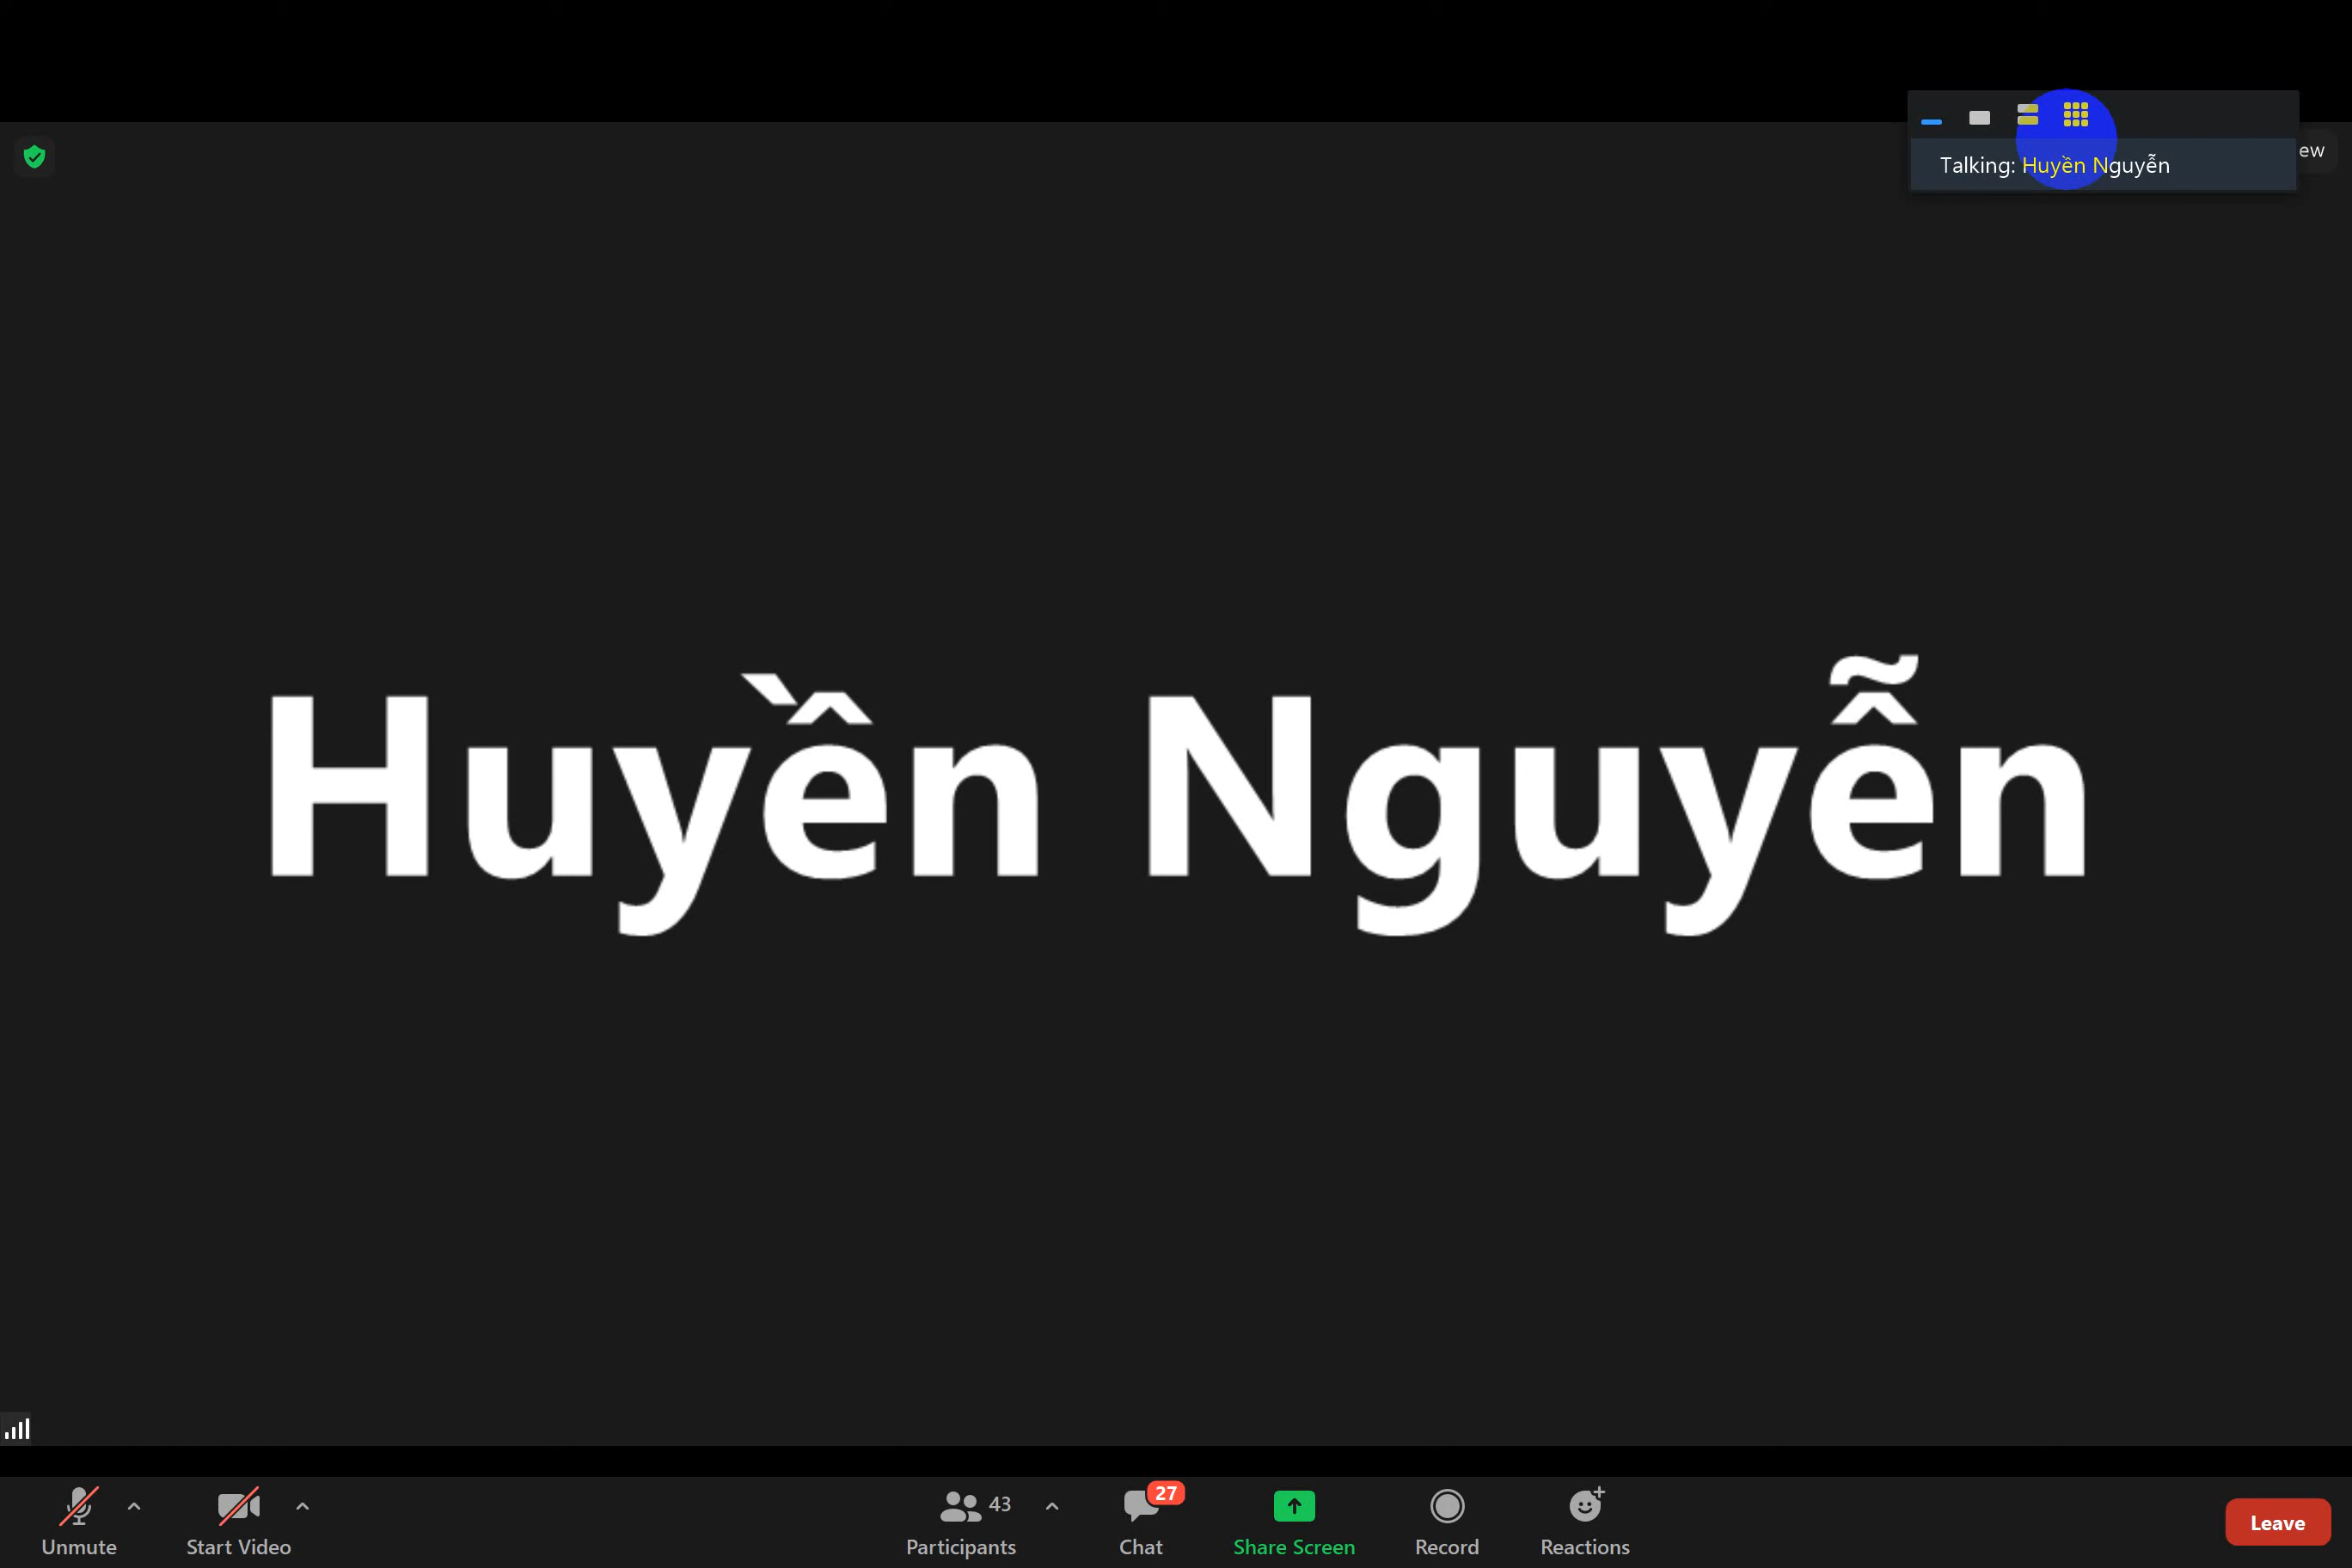 Talking: Huyền Nguyễn
ew
Huyền Nguyễn
43
27
Unmute
Start Video
Participants
Chat
Share Screen
Record
Reactions
Leave